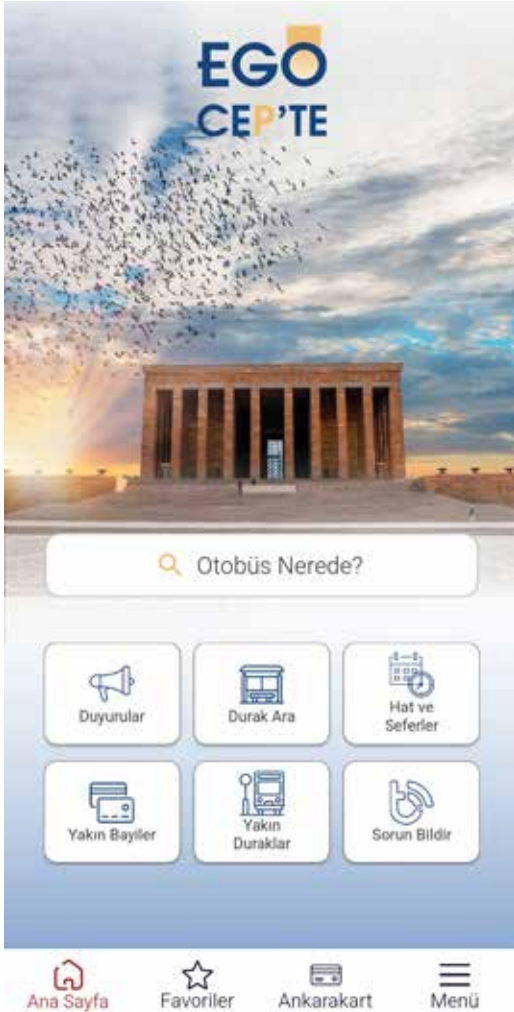 EGO
CEP'TE
Otobüs Nerede?
Duyurular
Durak Ara
Hat ve
Seferler
Yakın Bayiler
Yakın
Duraklar
Sorun Bildir
Ana Sayfa
Favoriler
Ankarakart
Menü